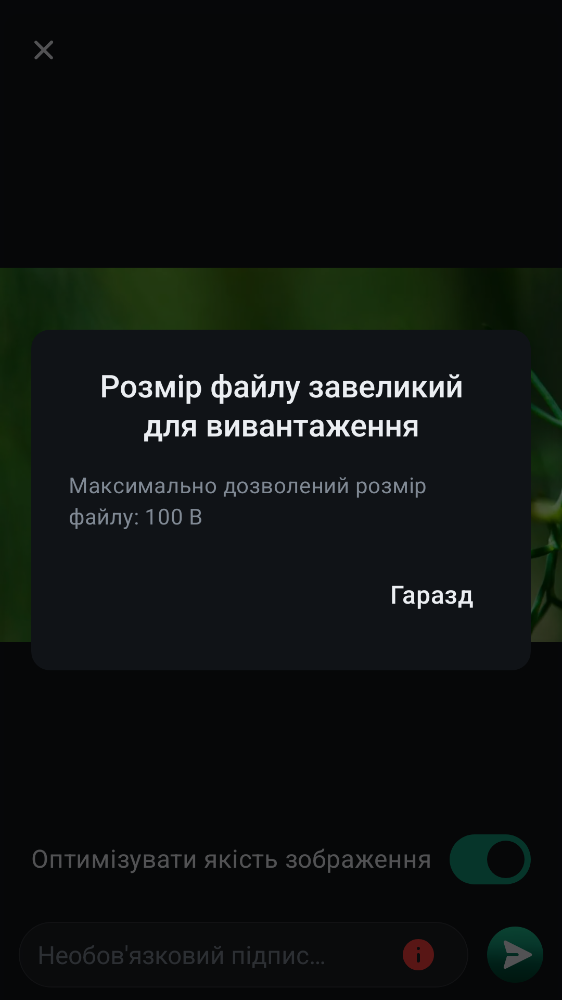 Розмір файлу завеликий
для вивантаження
Максимально дозволений розмір
файлу: 100 B
Гаразд
Оптимізувати якість зображення
Необов'язковий підпис…